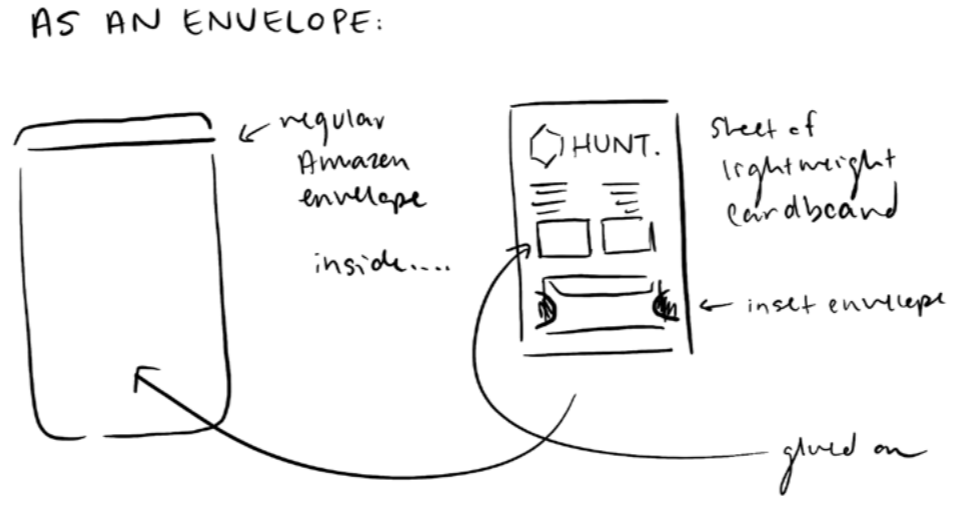 AS AN ENVELOPE:
regular
Amazon
envelope
inside....
HUNT.
Sheet of
lightweight
cardboard
inset envelope
glued on